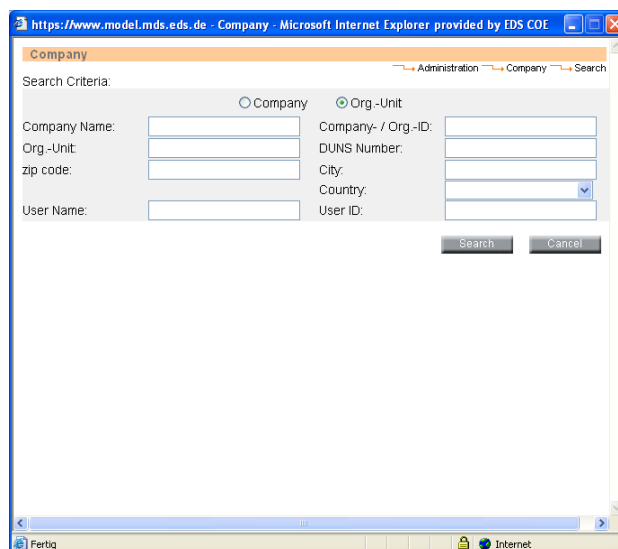 https://www.model.mds.eds.de - Company - Microsoft Internet Explorer provided by EDS COE
Company
Administration Company Search
Search Criteria:
Company Org.-Unit
Company Name: Company- / Org.-ID:
Org.-Unit: DUNS Number:
zip code: City:
Country:
User Name: User ID:
Search Cancel
Fertig Internet